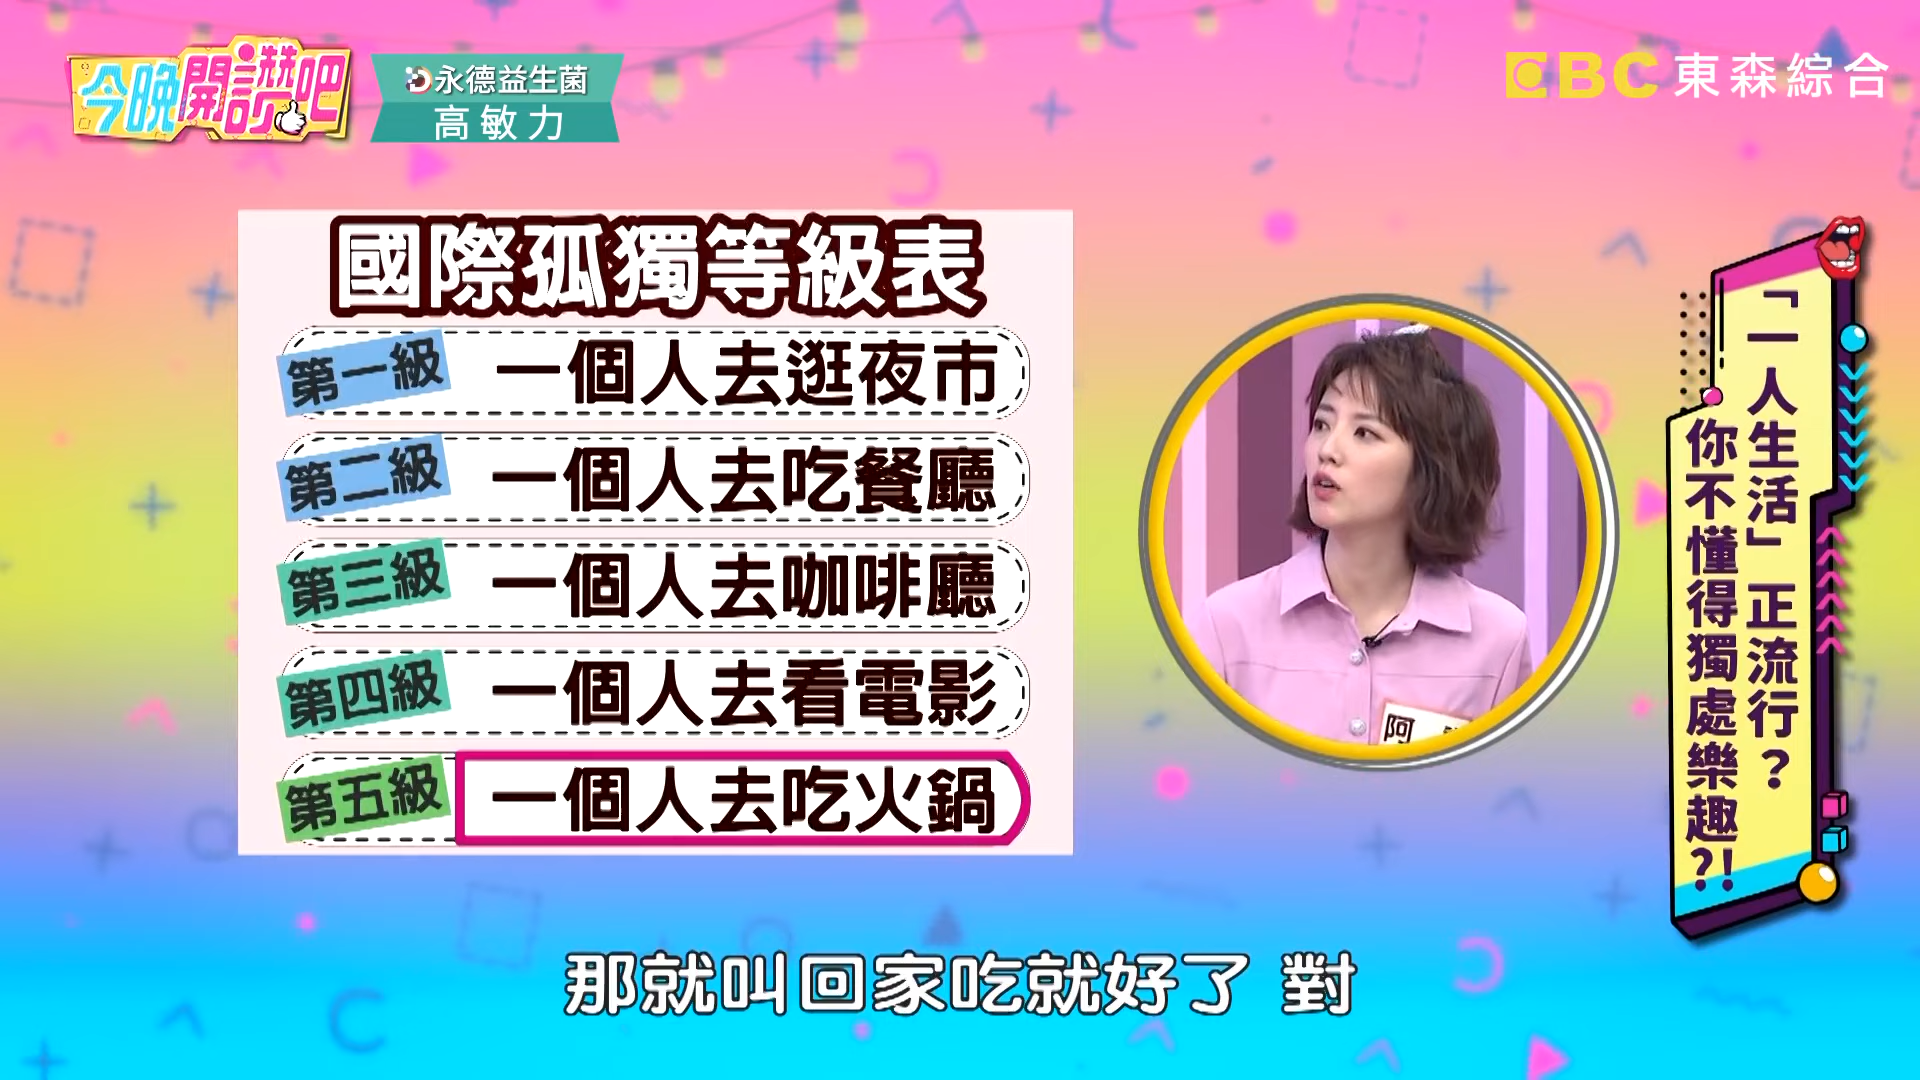 今晚開讚吧
永德益生菌
高敏力
EBC 東森綜合
國際孤獨等級表
第一級 一個人去逛夜市
第二級 一個人去吃餐廳
第三級 一個人去咖啡廳
第四級 一個人去看電影
第五級 一個人去吃火鍋
阿
「一人生活」正流行？
你不懂得獨處樂趣?!
那就叫回家吃就好了 對